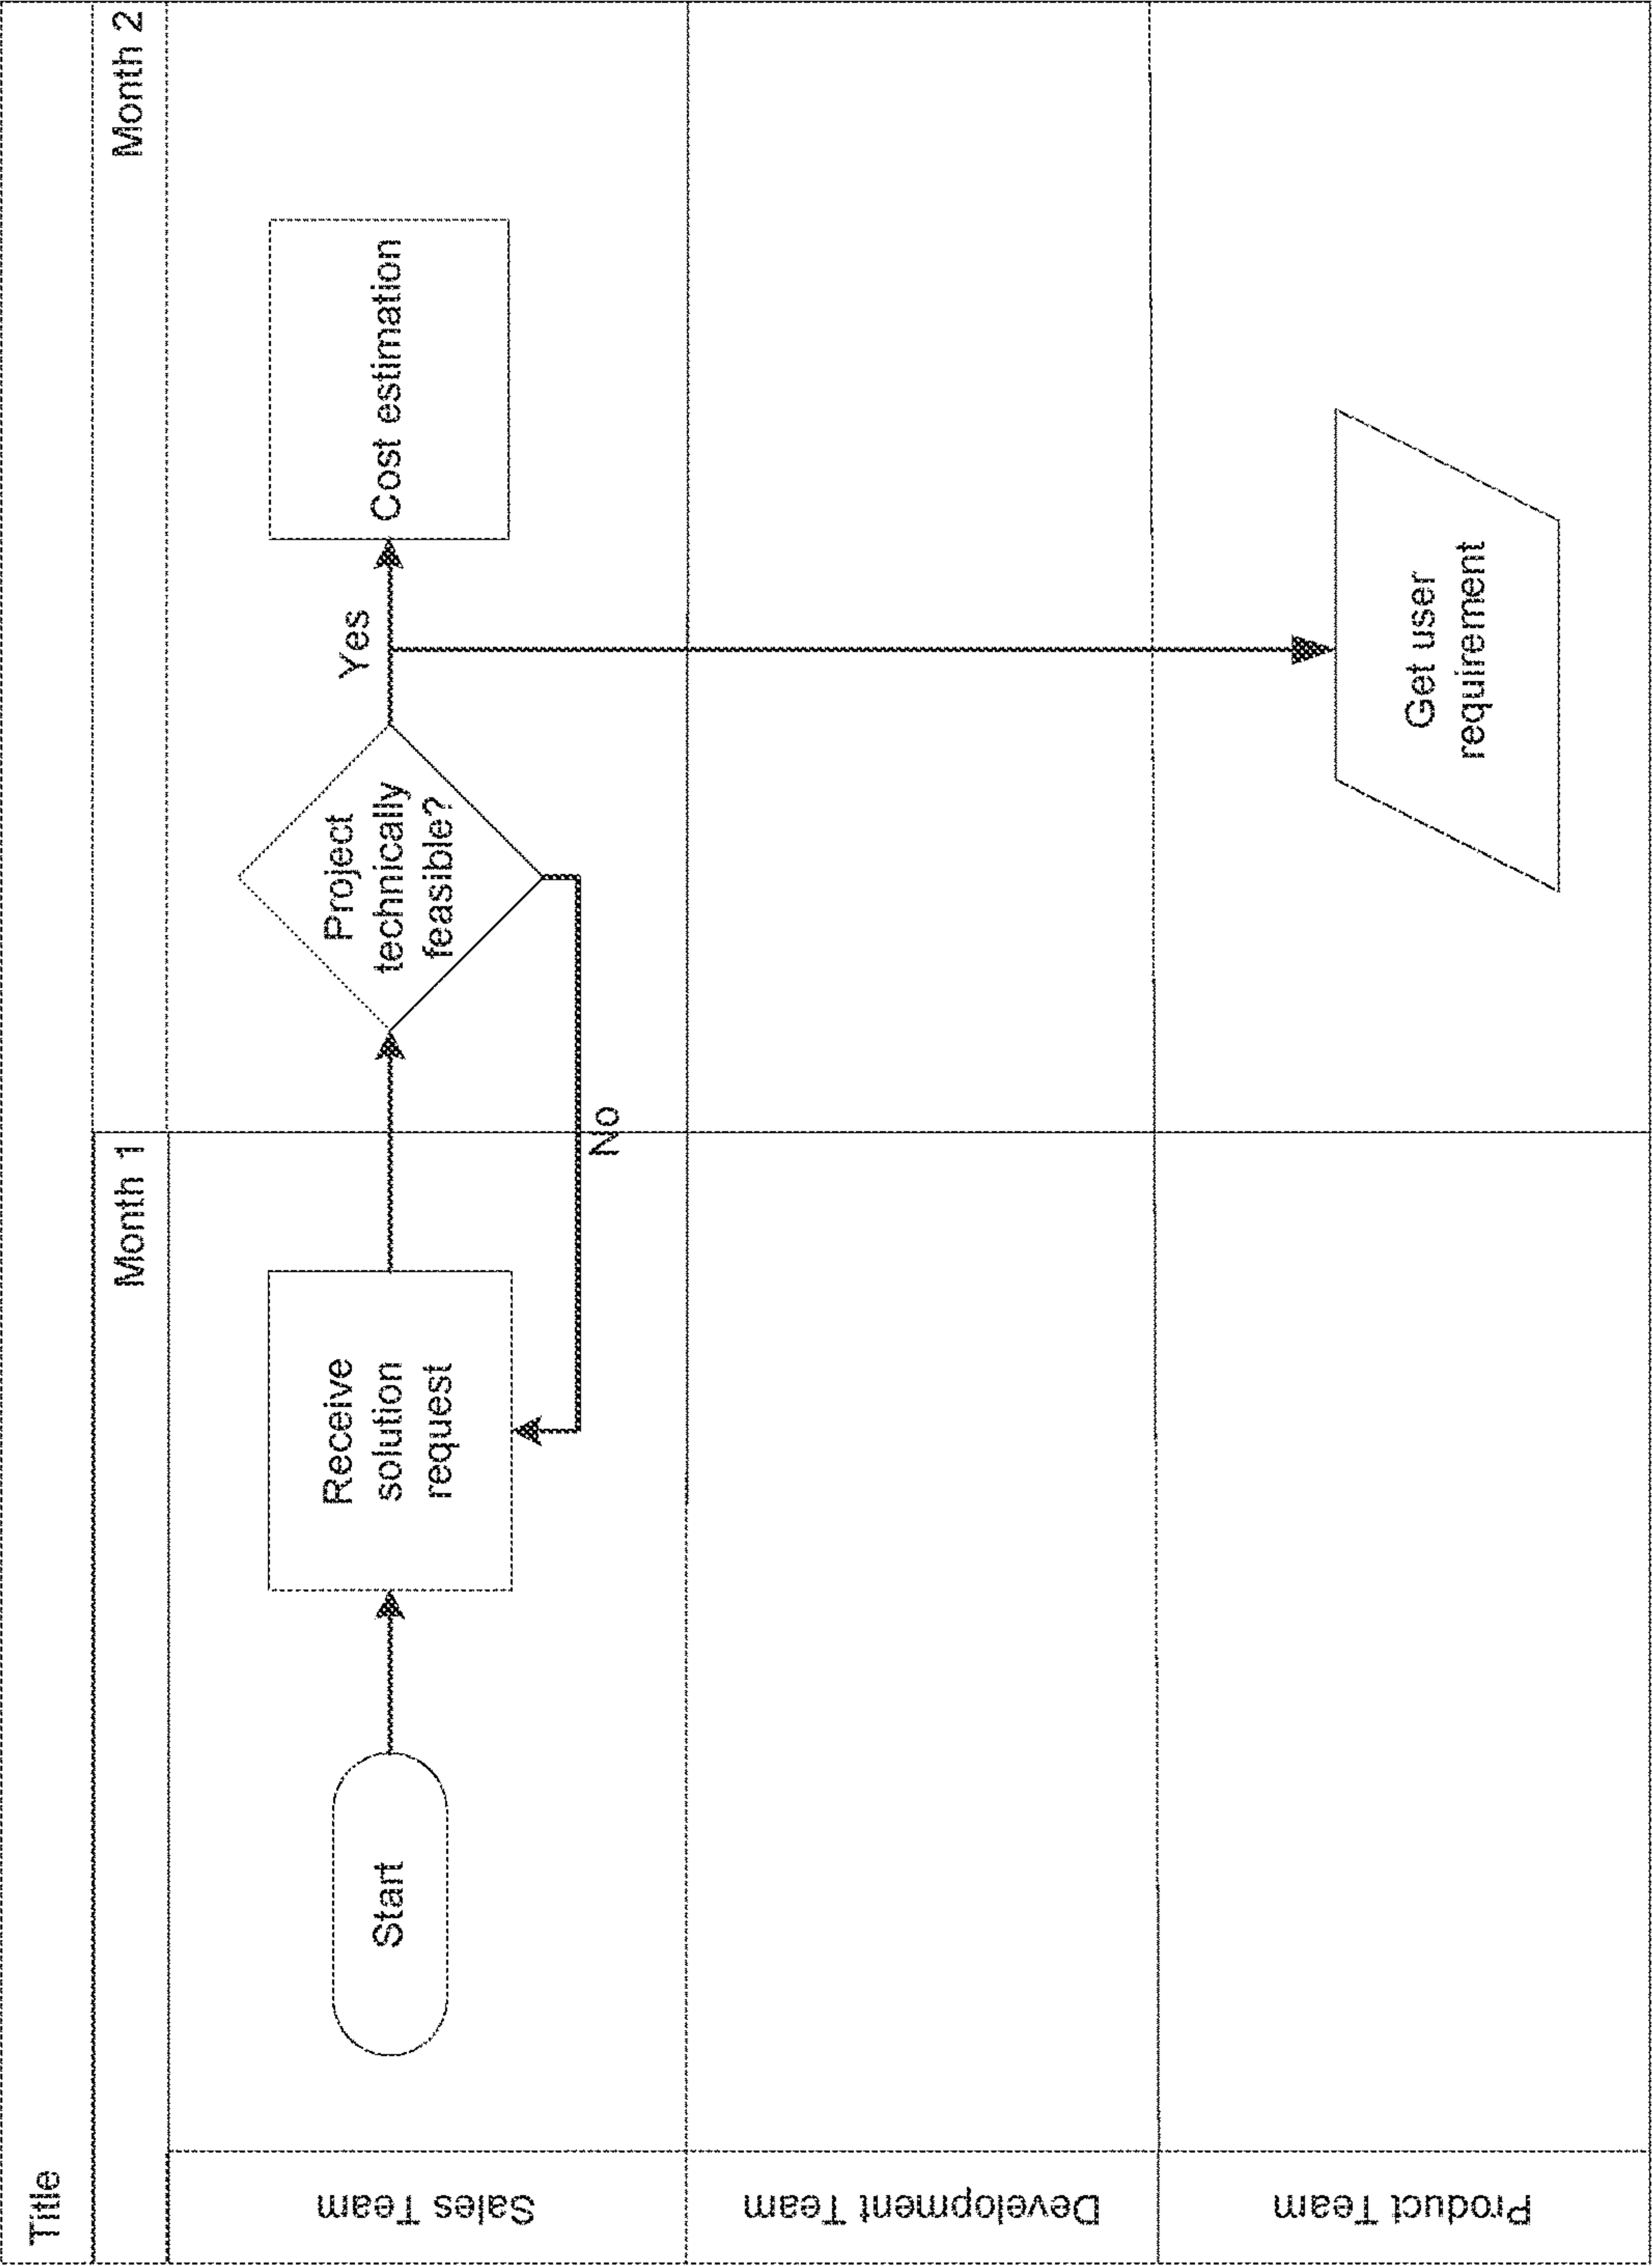 Title
Month 1
Month 2
Sales Team
Start
Receive
solution
request
Project
technically
feasible?
Yes
Cost estimation
No
Development Team
Product Team
Get user
requirement